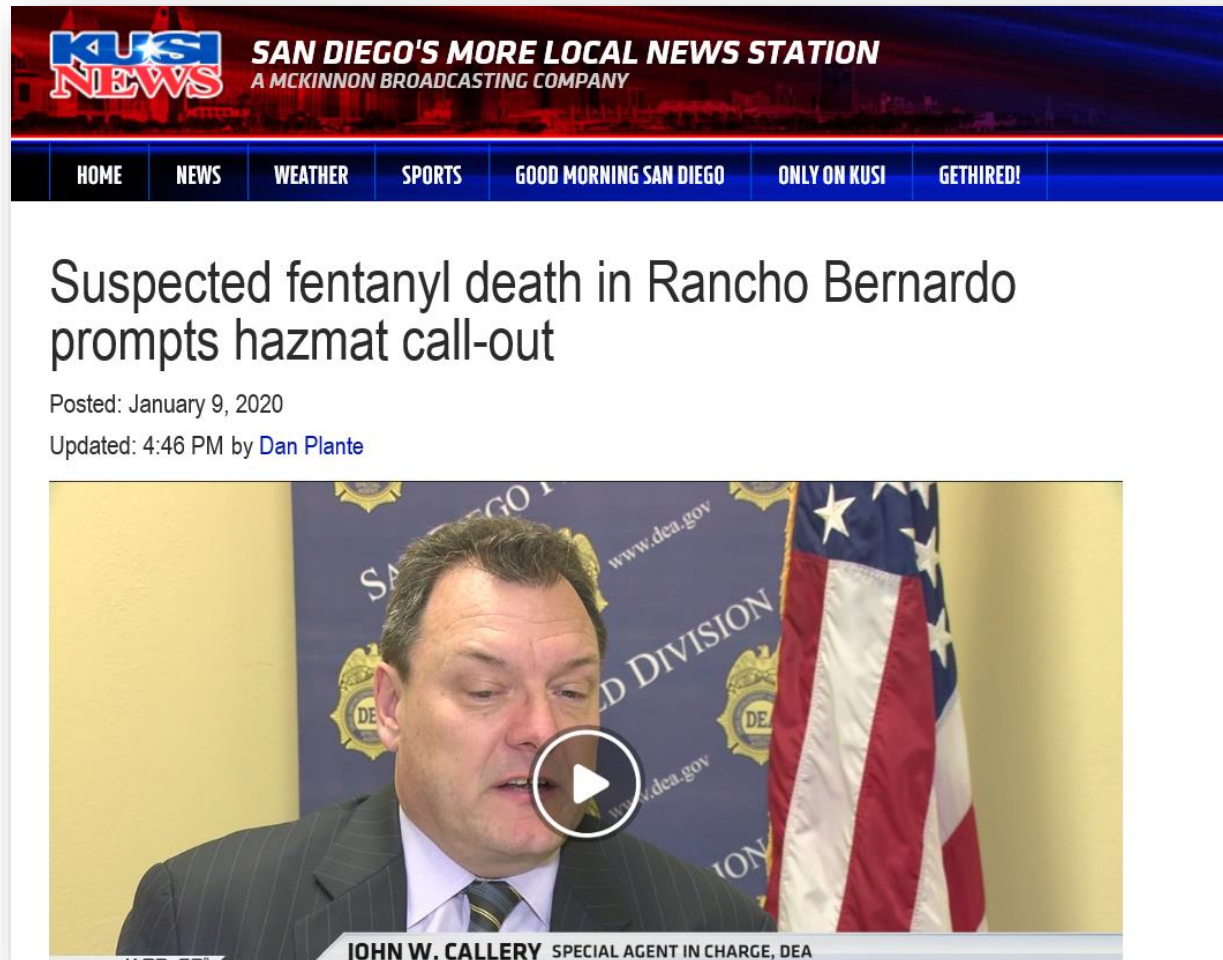 KUSI
NEWS
SAN DIEGO'S MORE LOCAL NEWS STATION
A MCKINNON BROADCASTING COMPANY
HOME NEWS WEATHER SPORTS GOOD MORNING SAN DIEGO ONLY ON KUSI GETHIRED!
Suspected fentanyl death in Rancho Bernardo
prompts hazmat call-out
Posted: January 9, 2020
Updated: 4:46 PM by Dan Plante
www.dea.gov
DIVISION
www.dea.gov
JOHN W. CALLERY SPECIAL AGENT IN CHARGE, DEA